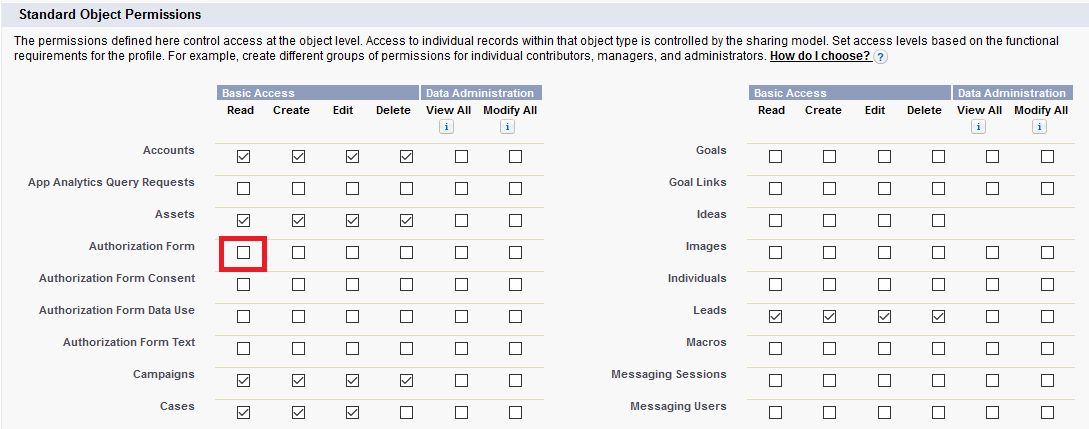 Standard Object Permissions
The permissions defined here control access at the object level. Access to individual records within that object type is controlled by the sharing model. Set access levels based on the functional
requirements for the profile. For example, create different groups of permissions for individual contributors, managers, and administrators. How do I choose? ?
Basic Access Data Administration
Read Create Edit Delete View All Modify All
i i
Accounts
App Analytics Query Requests
Assets
Authorization Form
Authorization Form Consent
Authorization Form Data Use
Authorization Form Text
Campaigns
Cases
Basic Access Data Administration
Read Create Edit Delete View All Modify All
i i
Goals
Goal Links
Ideas
Images
Individuals
Leads
Macros
Messaging Sessions
Messaging Users